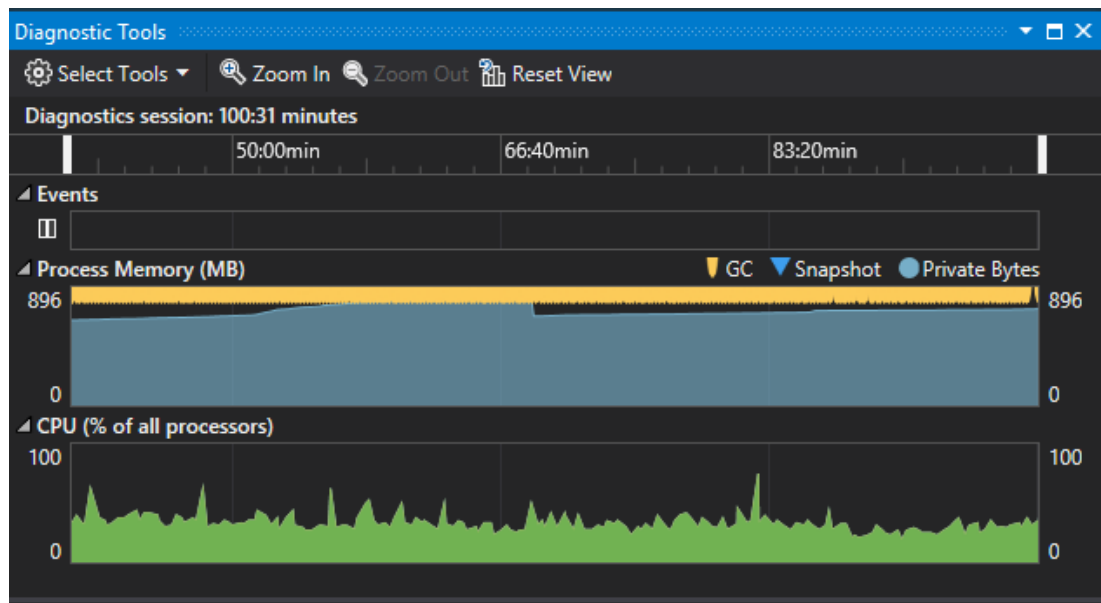 Diagnostic Tools
Select Tools Zoom In Zoom Out Reset View
Diagnostics session: 100:31 minutes
50:00min 66:40min 83:20min
Events
Process Memory (MB) GC Snapshot Private Bytes
896 896
0 0
CPU (% of all processors)
100 100
0 0